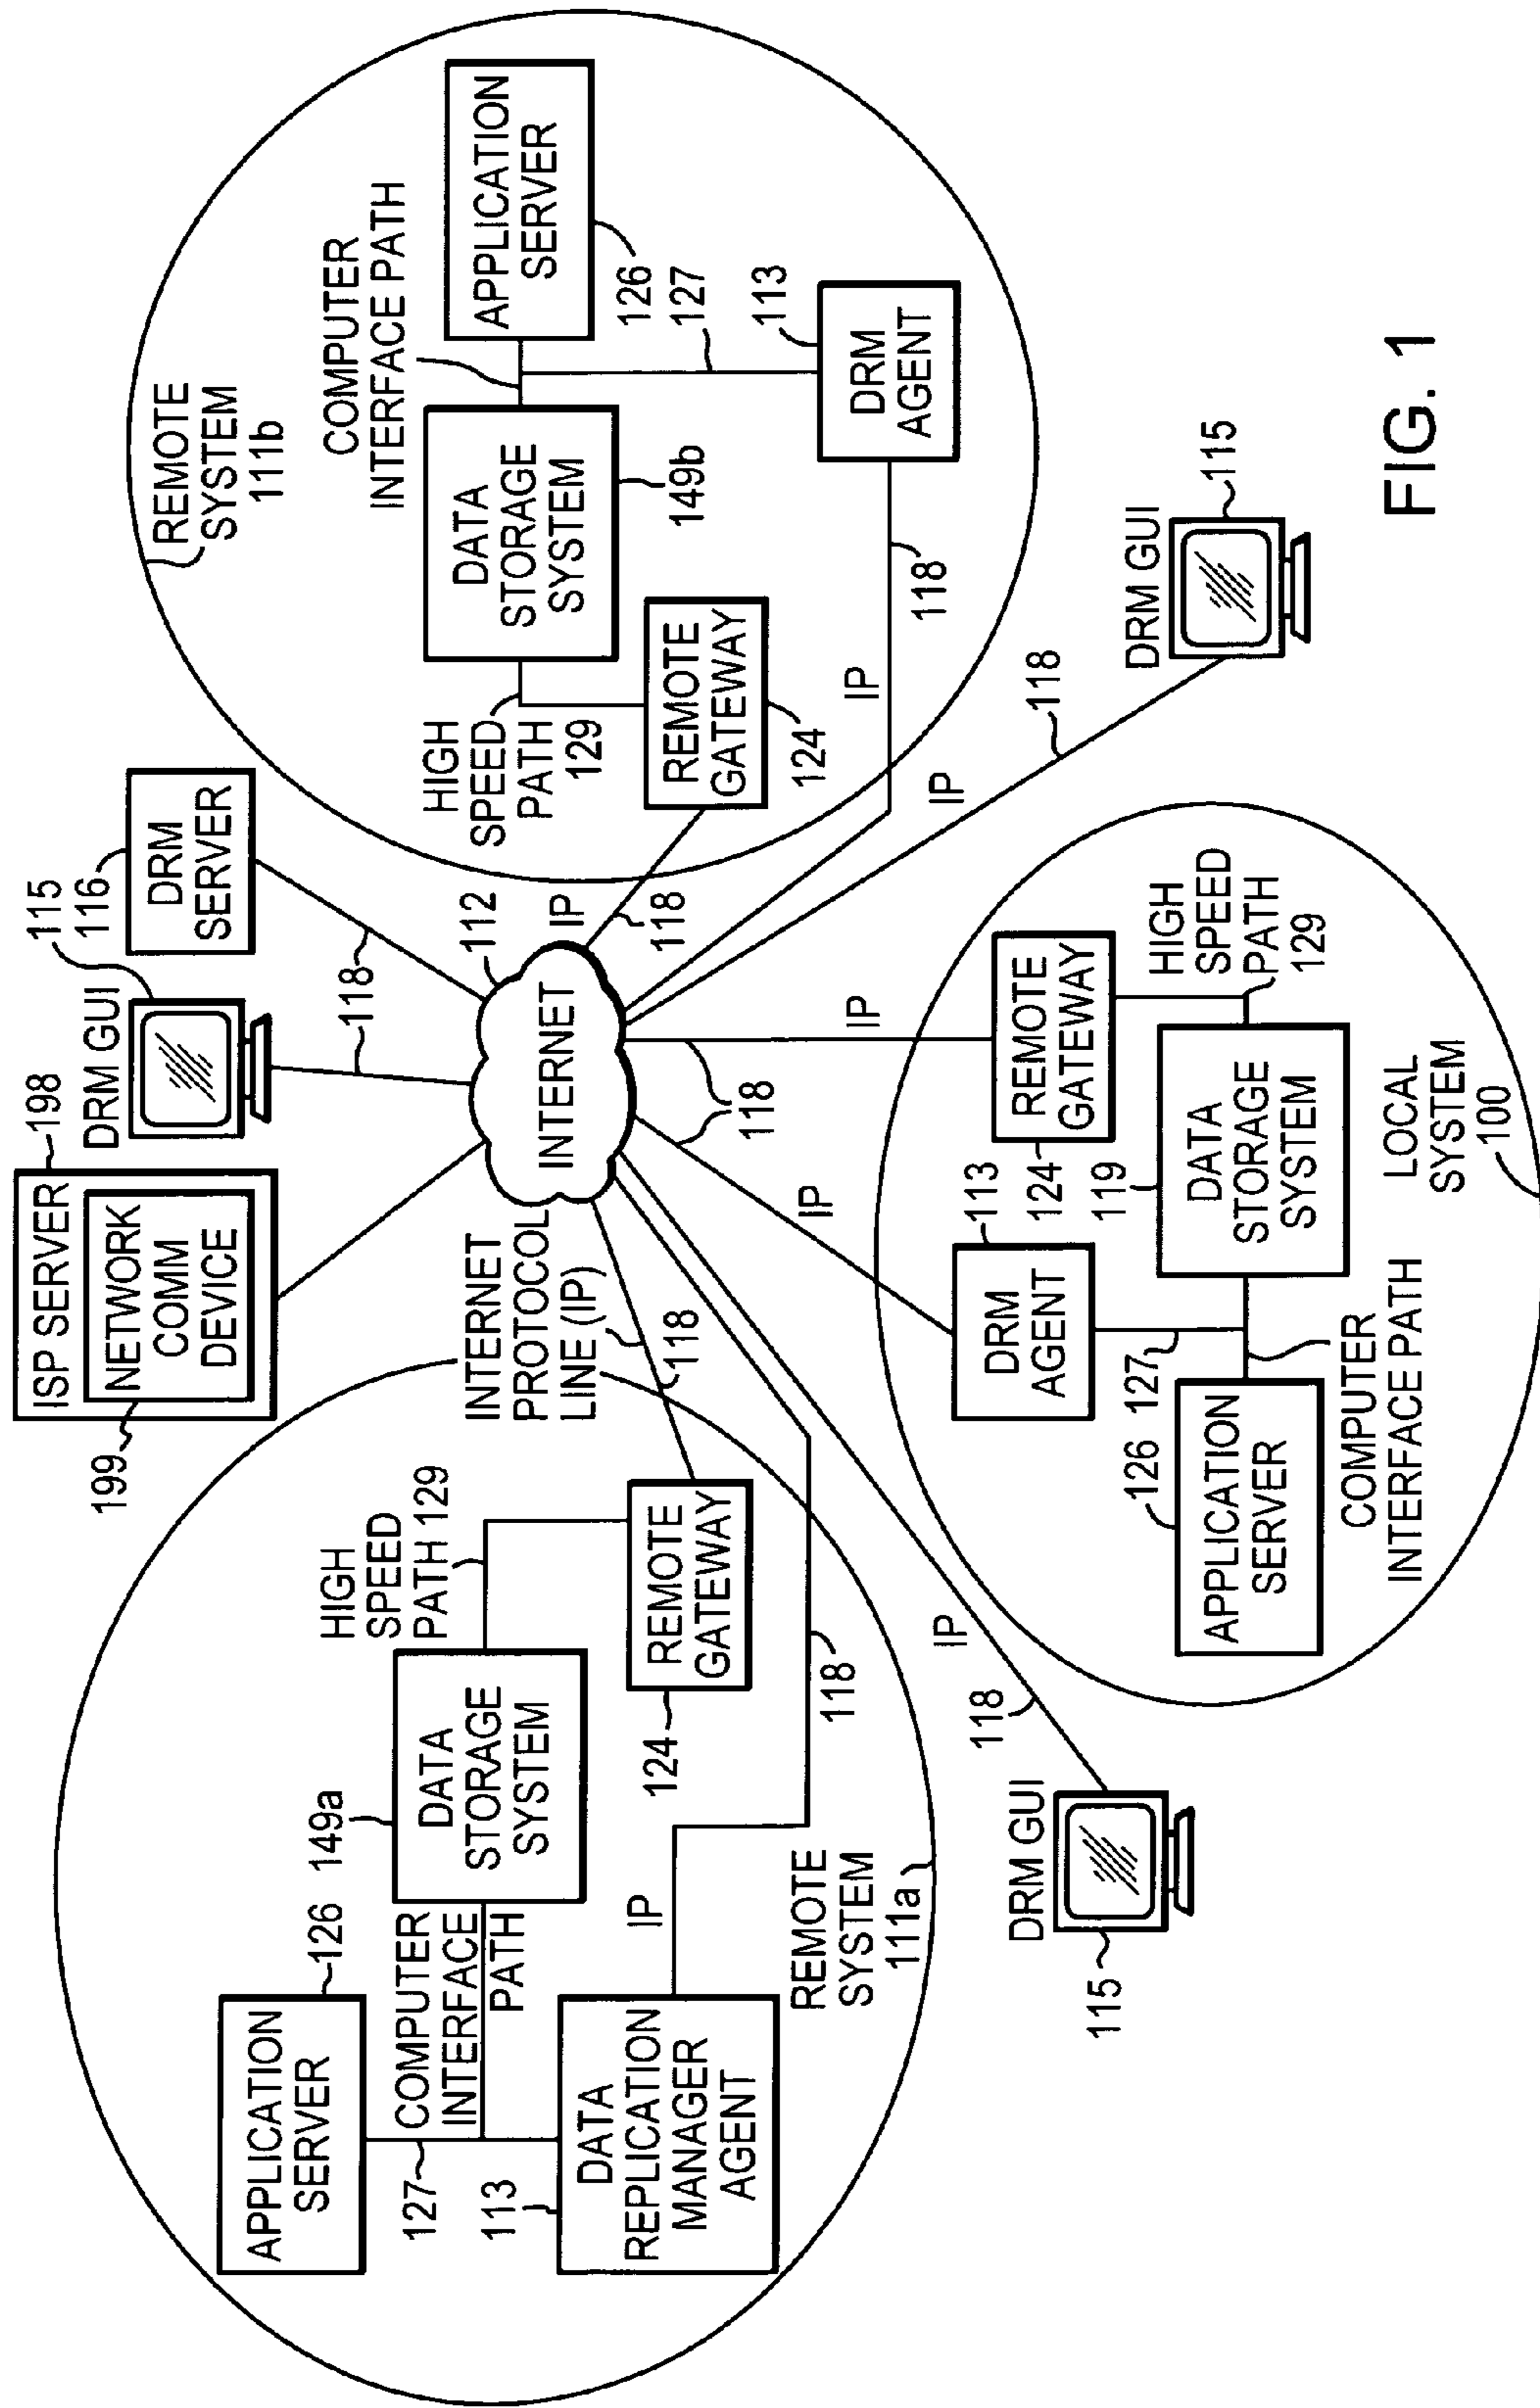 ISP SERVER
198
NETWORK
COMM
DEVICE
199
DRM GUI
115
116
DRM
SERVER
118
INTERNET
112
INTERNET
PROTOCOL
LINE (IP)
118
APPLICATION
SERVER
126
149a
DATA
STORAGE
SYSTEM
HIGH
SPEED
PATH 129
COMPUTER
INTERFACE
PATH
127
113
DATA
REPLICATION
MANAGER
AGENT
IP
REMOTE
GATEWAY
124
118
REMOTE
SYSTEM
111a
REMOTE
SYSTEM
111b
COMPUTER
INTERFACE PATH
APPLICATION
SERVER
126
127
113
DRM
AGENT
DATA
STORAGE
SYSTEM
149b
HIGH
SPEED
PATH
129
REMOTE
GATEWAY
124
IP
118
IP
118
DRM GUI
115
118
IP
DRM GUI
115
118
IP
IP
118
IP
113
DRM
AGENT
REMOTE
GATEWAY
124
HIGH
SPEED
PATH
129
119
DATA
STORAGE
SYSTEM
127
126
APPLICATION
SERVER
COMPUTER
INTERFACE PATH
LOCAL
SYSTEM
100
FIG. 1